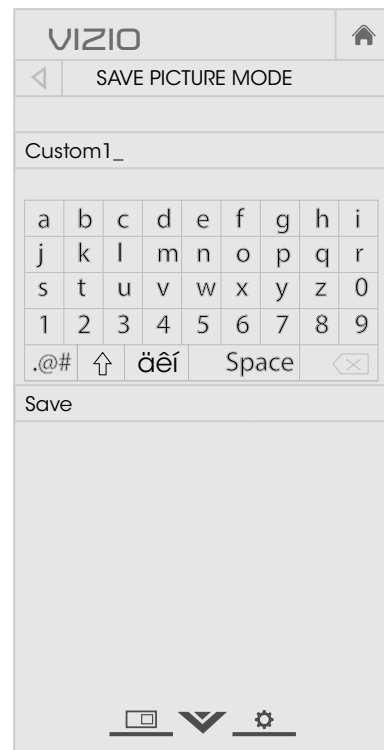 VIZIO
SAVE PICTURE MODE
Custom1_
a b c d e f g h i
j k l m n o p q r
s t u v w x y z 0
1 2 3 4 5 6 7 8 9
.@# äêí Space
Save